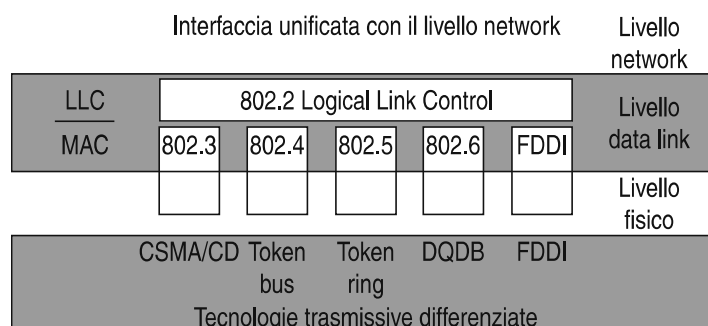 Interfaccia unificata con il livello network
Livello
network
LLC
802.2 Logical Link Control
Livello
data link
MAC
802.3
802.4
802.5
802.6
FDDI
Livello
fisico
CSMA/CD
Token
bus
Token
ring
DQDB
FDDI
Tecnologie trasmissive differenziate